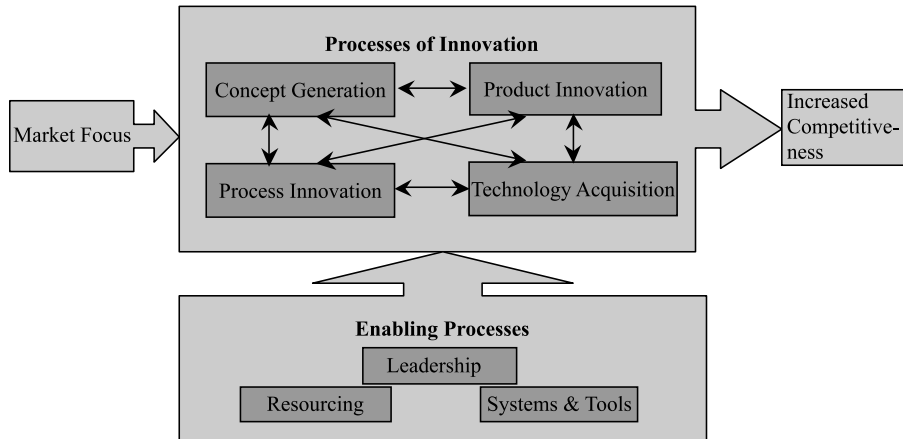 Processes of Innovation
Concept Generation
Product Innovation
Market Focus
Increased
Competitive-
ness
Process Innovation
Technology Acquisition
Enabling Processes
Leadership
Resourcing
Systems & Tools